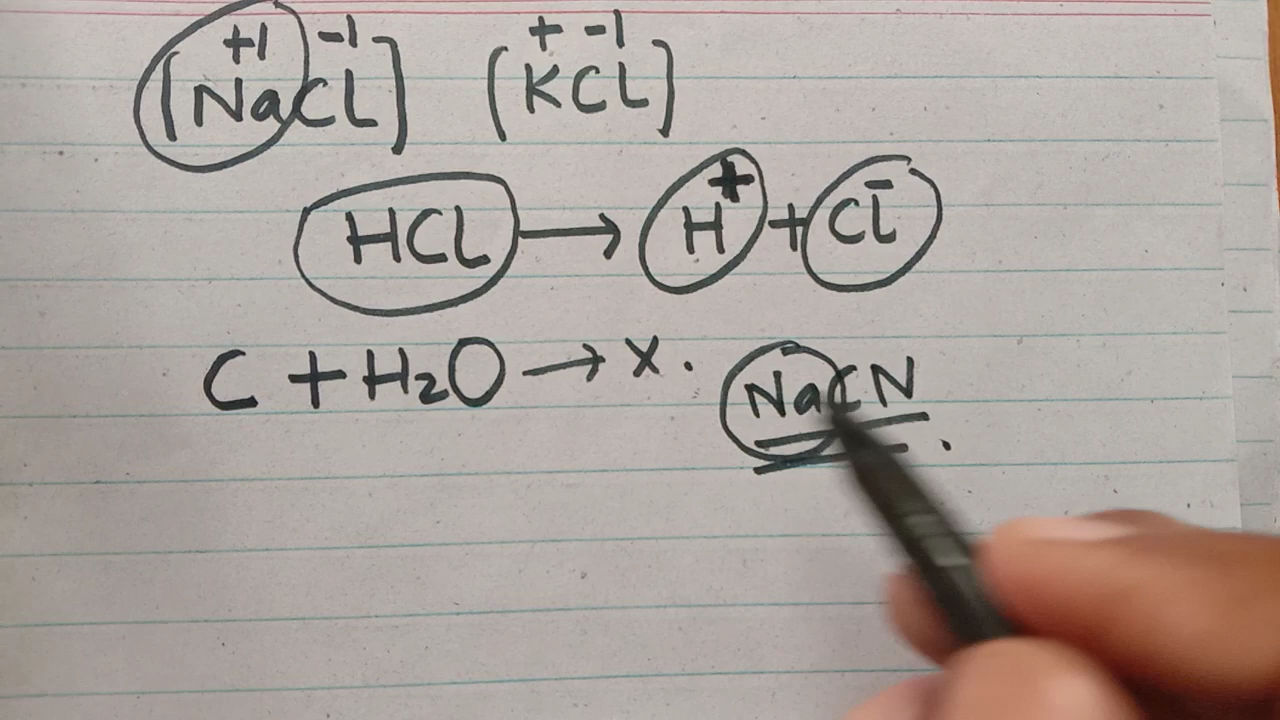 +1 -1 + -1
[NaCl] [KCL]
HCL → H⁺ + Cl⁻
C + H₂O → X.
NaCN.